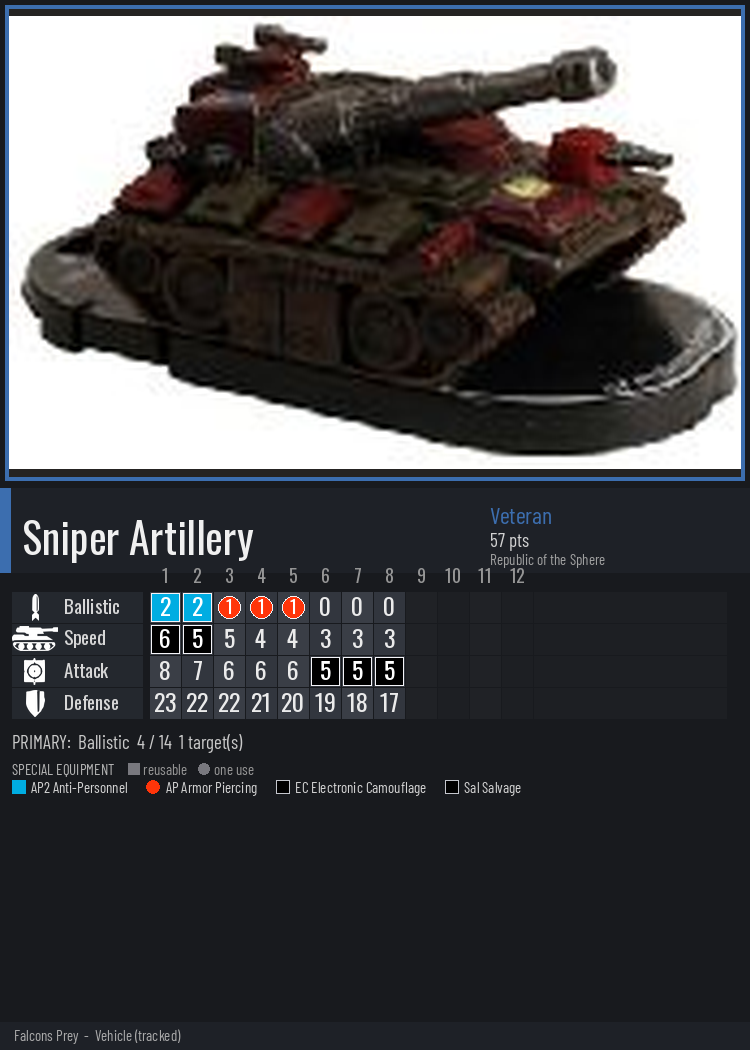 Sniper Artillery
Veteran
57 pts
Republic of the Sphere
1 2 3 4 5 6 7 8 9 10 11 12
Ballistic 2 2 1 1 1 0 0 0
Speed 6 5 5 4 4 3 3 3
Attack 8 7 6 6 6 5 5 5
Defense 23 22 22 21 20 19 18 17
PRIMARY: Ballistic 4 / 14 1 target(s)
SPECIAL EQUIPMENT reusable one use
AP2 Anti-Personnel AP Armor Piercing EC Electronic Camouflage Sal Salvage
Falcons Prey - Vehicle (tracked)